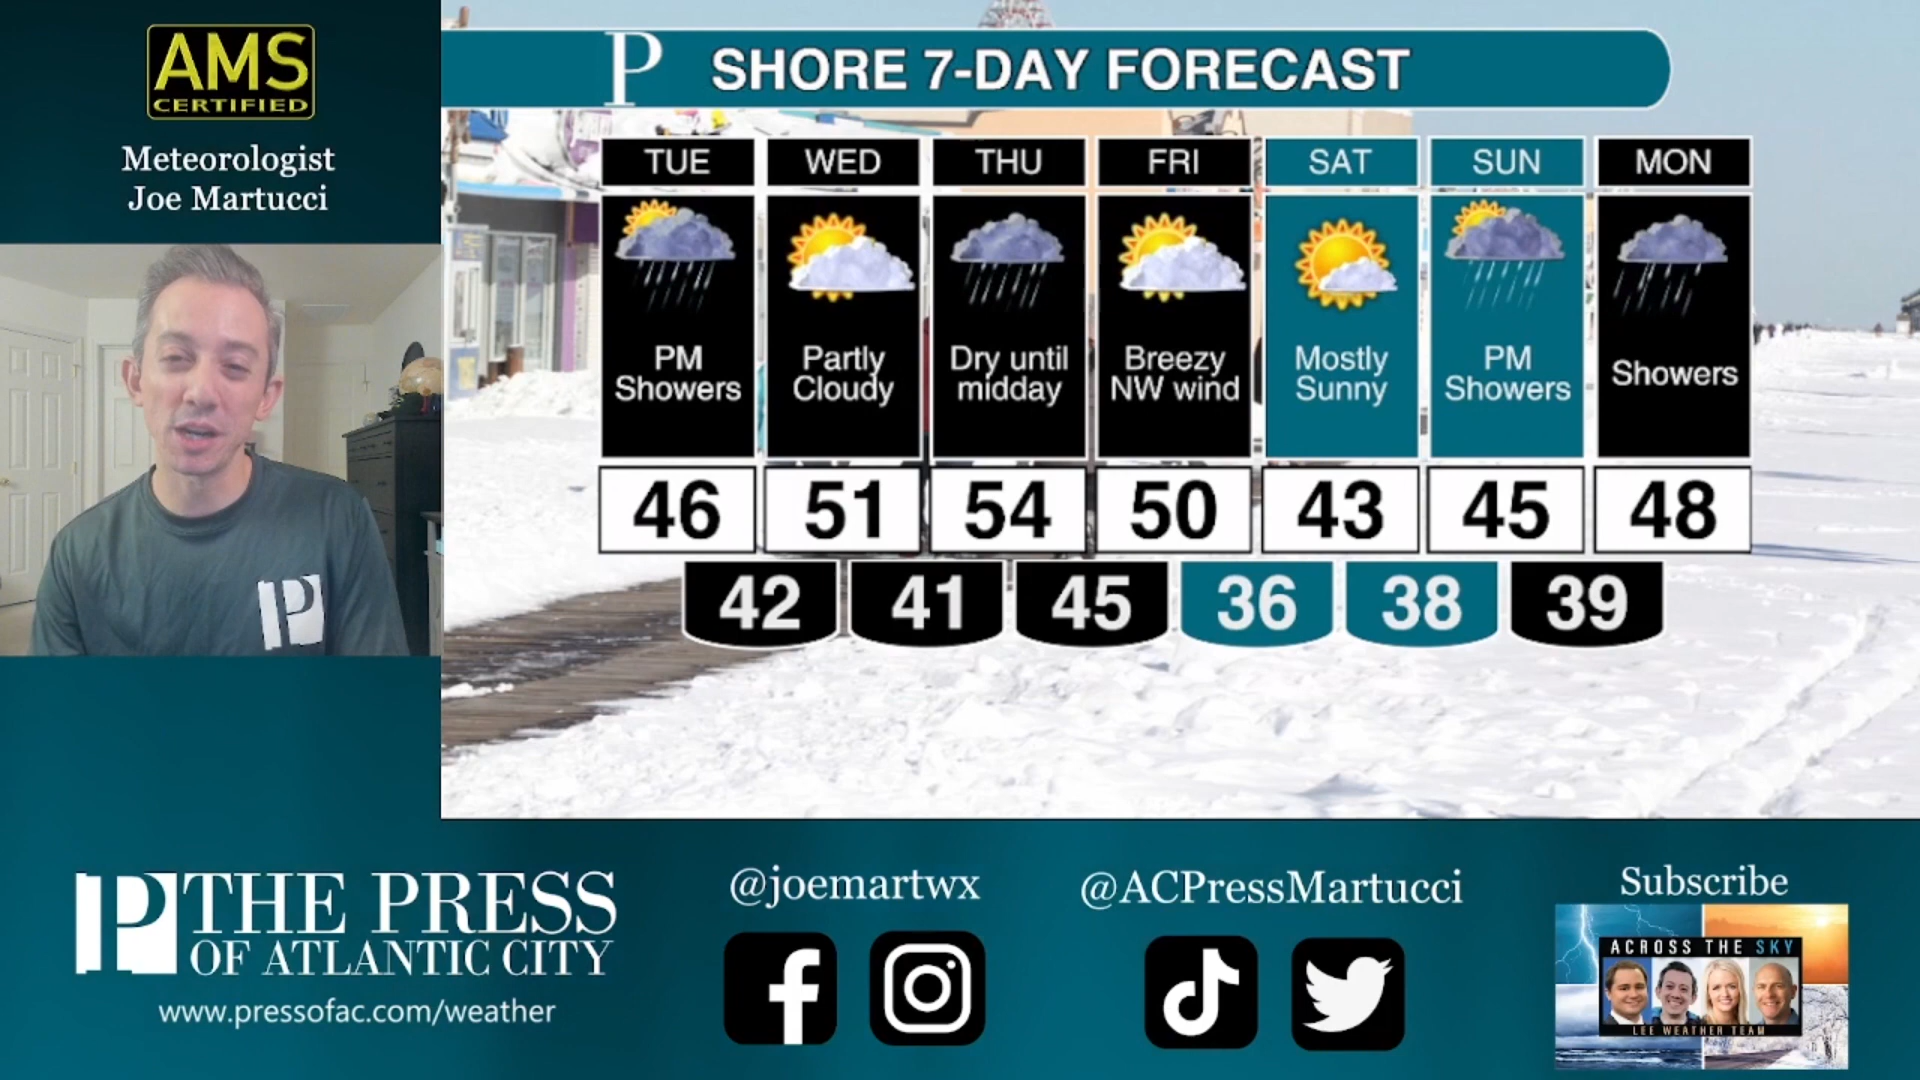 AMS
CERTIFIED
Meteorologist
Joe Martucci
P
P SHORE 7-DAY FORECAST
TUE WED THU FRI SAT SUN MON
PM Showers
Partly Cloudy
Dry until midday
Breezy NW wind
Mostly Sunny
PM Showers
Showers
46 51 54 50 43 45 48
42 41 45 36 38 39
P THE PRESS
OF ATLANTIC CITY
www.pressofac.com/weather
@joemartwx
@ACPressMartucci
Subscribe
ACROSS THE SKY
LEE WEATHER TEAM